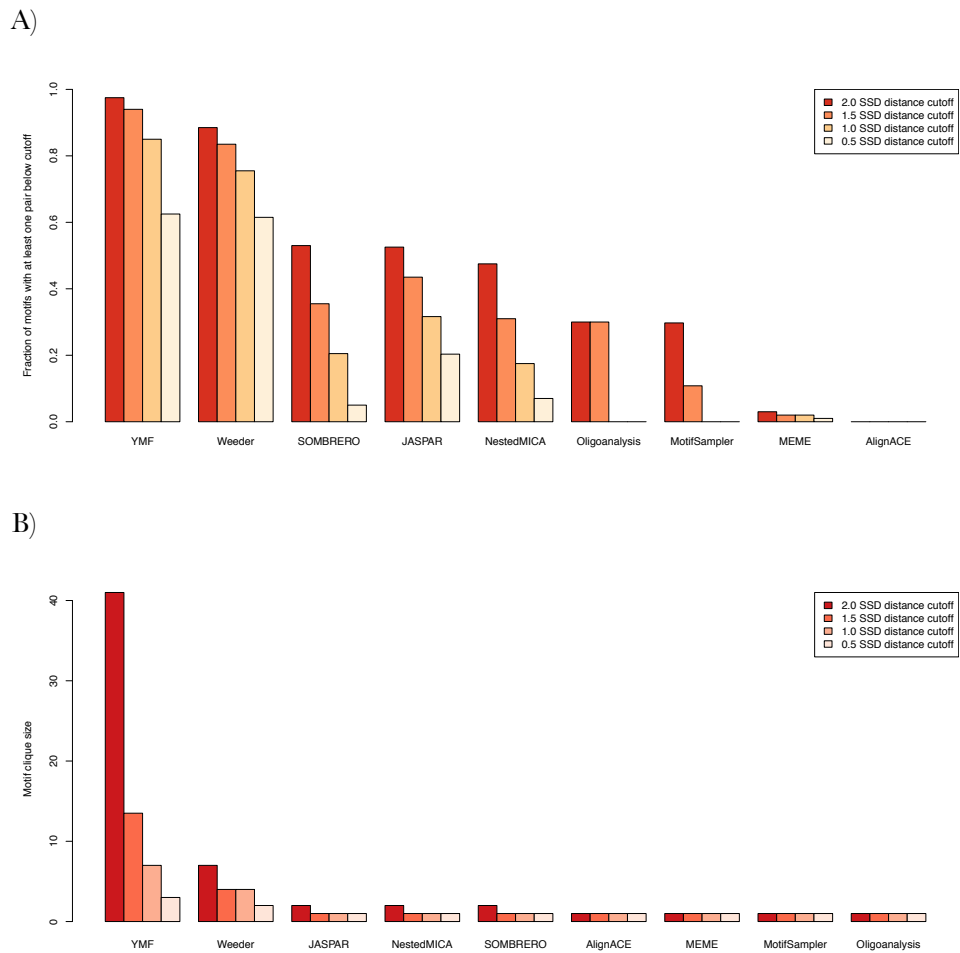 A)
Fraction of motifs with at least one pair below cutoff
1.0
0.8
0.6
0.4
0.2
0.0
2.0 SSD distance cutoff
1.5 SSD distance cutoff
1.0 SSD distance cutoff
0.5 SSD distance cutoff
YMF Weeder SOMBRERO JASPAR NestedMICA Oligoanalysis MotifSampler MEME AlignACE
B)
Motif clique size
40
30
20
10
0
2.0 SSD distance cutoff
1.5 SSD distance cutoff
1.0 SSD distance cutoff
0.5 SSD distance cutoff
YMF Weeder JASPAR NestedMICA SOMBRERO AlignACE MEME MotifSampler Oligoanalysis